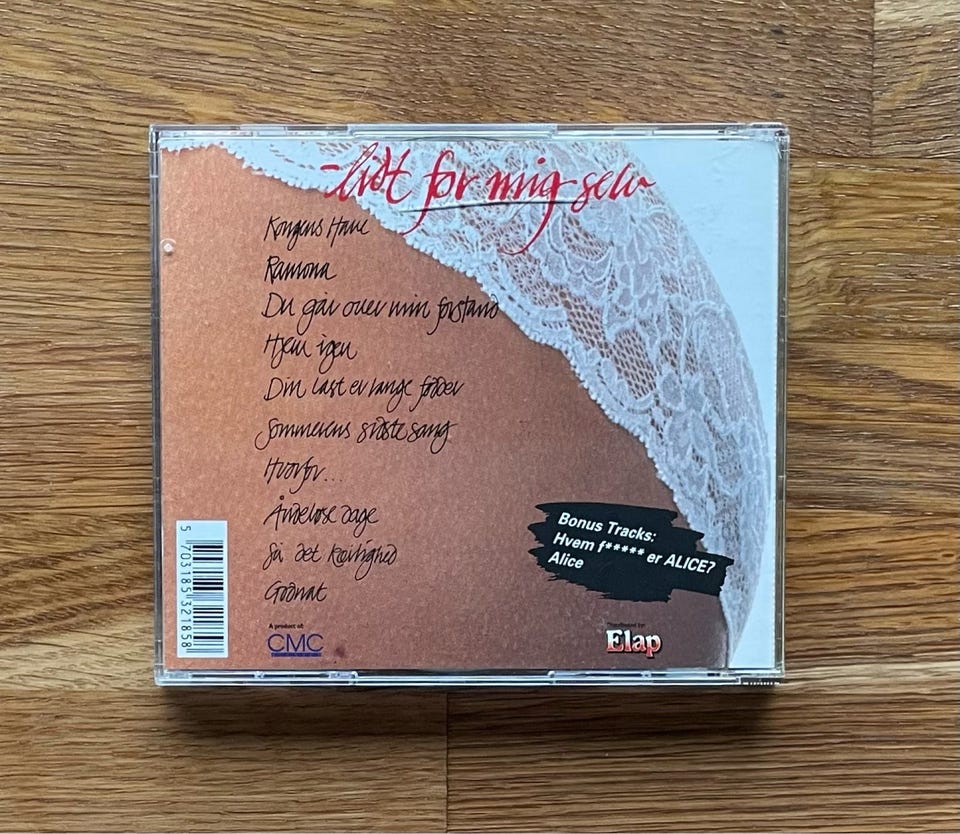 - lidt for mig selv
Kongens Have
Ramona
Du går over min forstand
Hjem igen
Din last er lange fødder
Sommerens sidste sang
Hvorfor...
Åndeløse dage
Så det kærlighed
Godnat
Bonus Tracks:
Hvem f***** er ALICE?
Alice
5 703185 321858
A product of:
CMC
Distributed by:
Elap